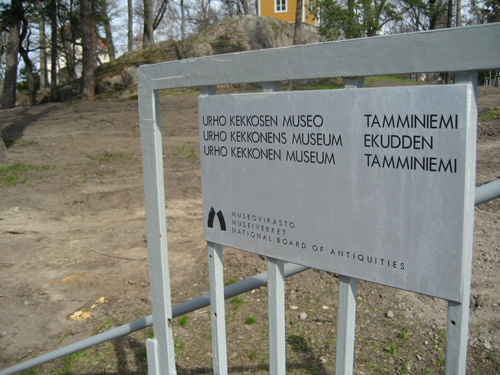 URHO KEKKOSEN MUSEO TAMMINIEMI
URHO KEKKONENS MUSEUM EKUDDEN
URHO KEKKONEN MUSEUM TAMMINIEMI
MUSEOVIRASTO
MUSEIVERKET
NATIONAL BOARD OF ANTIQUITIES